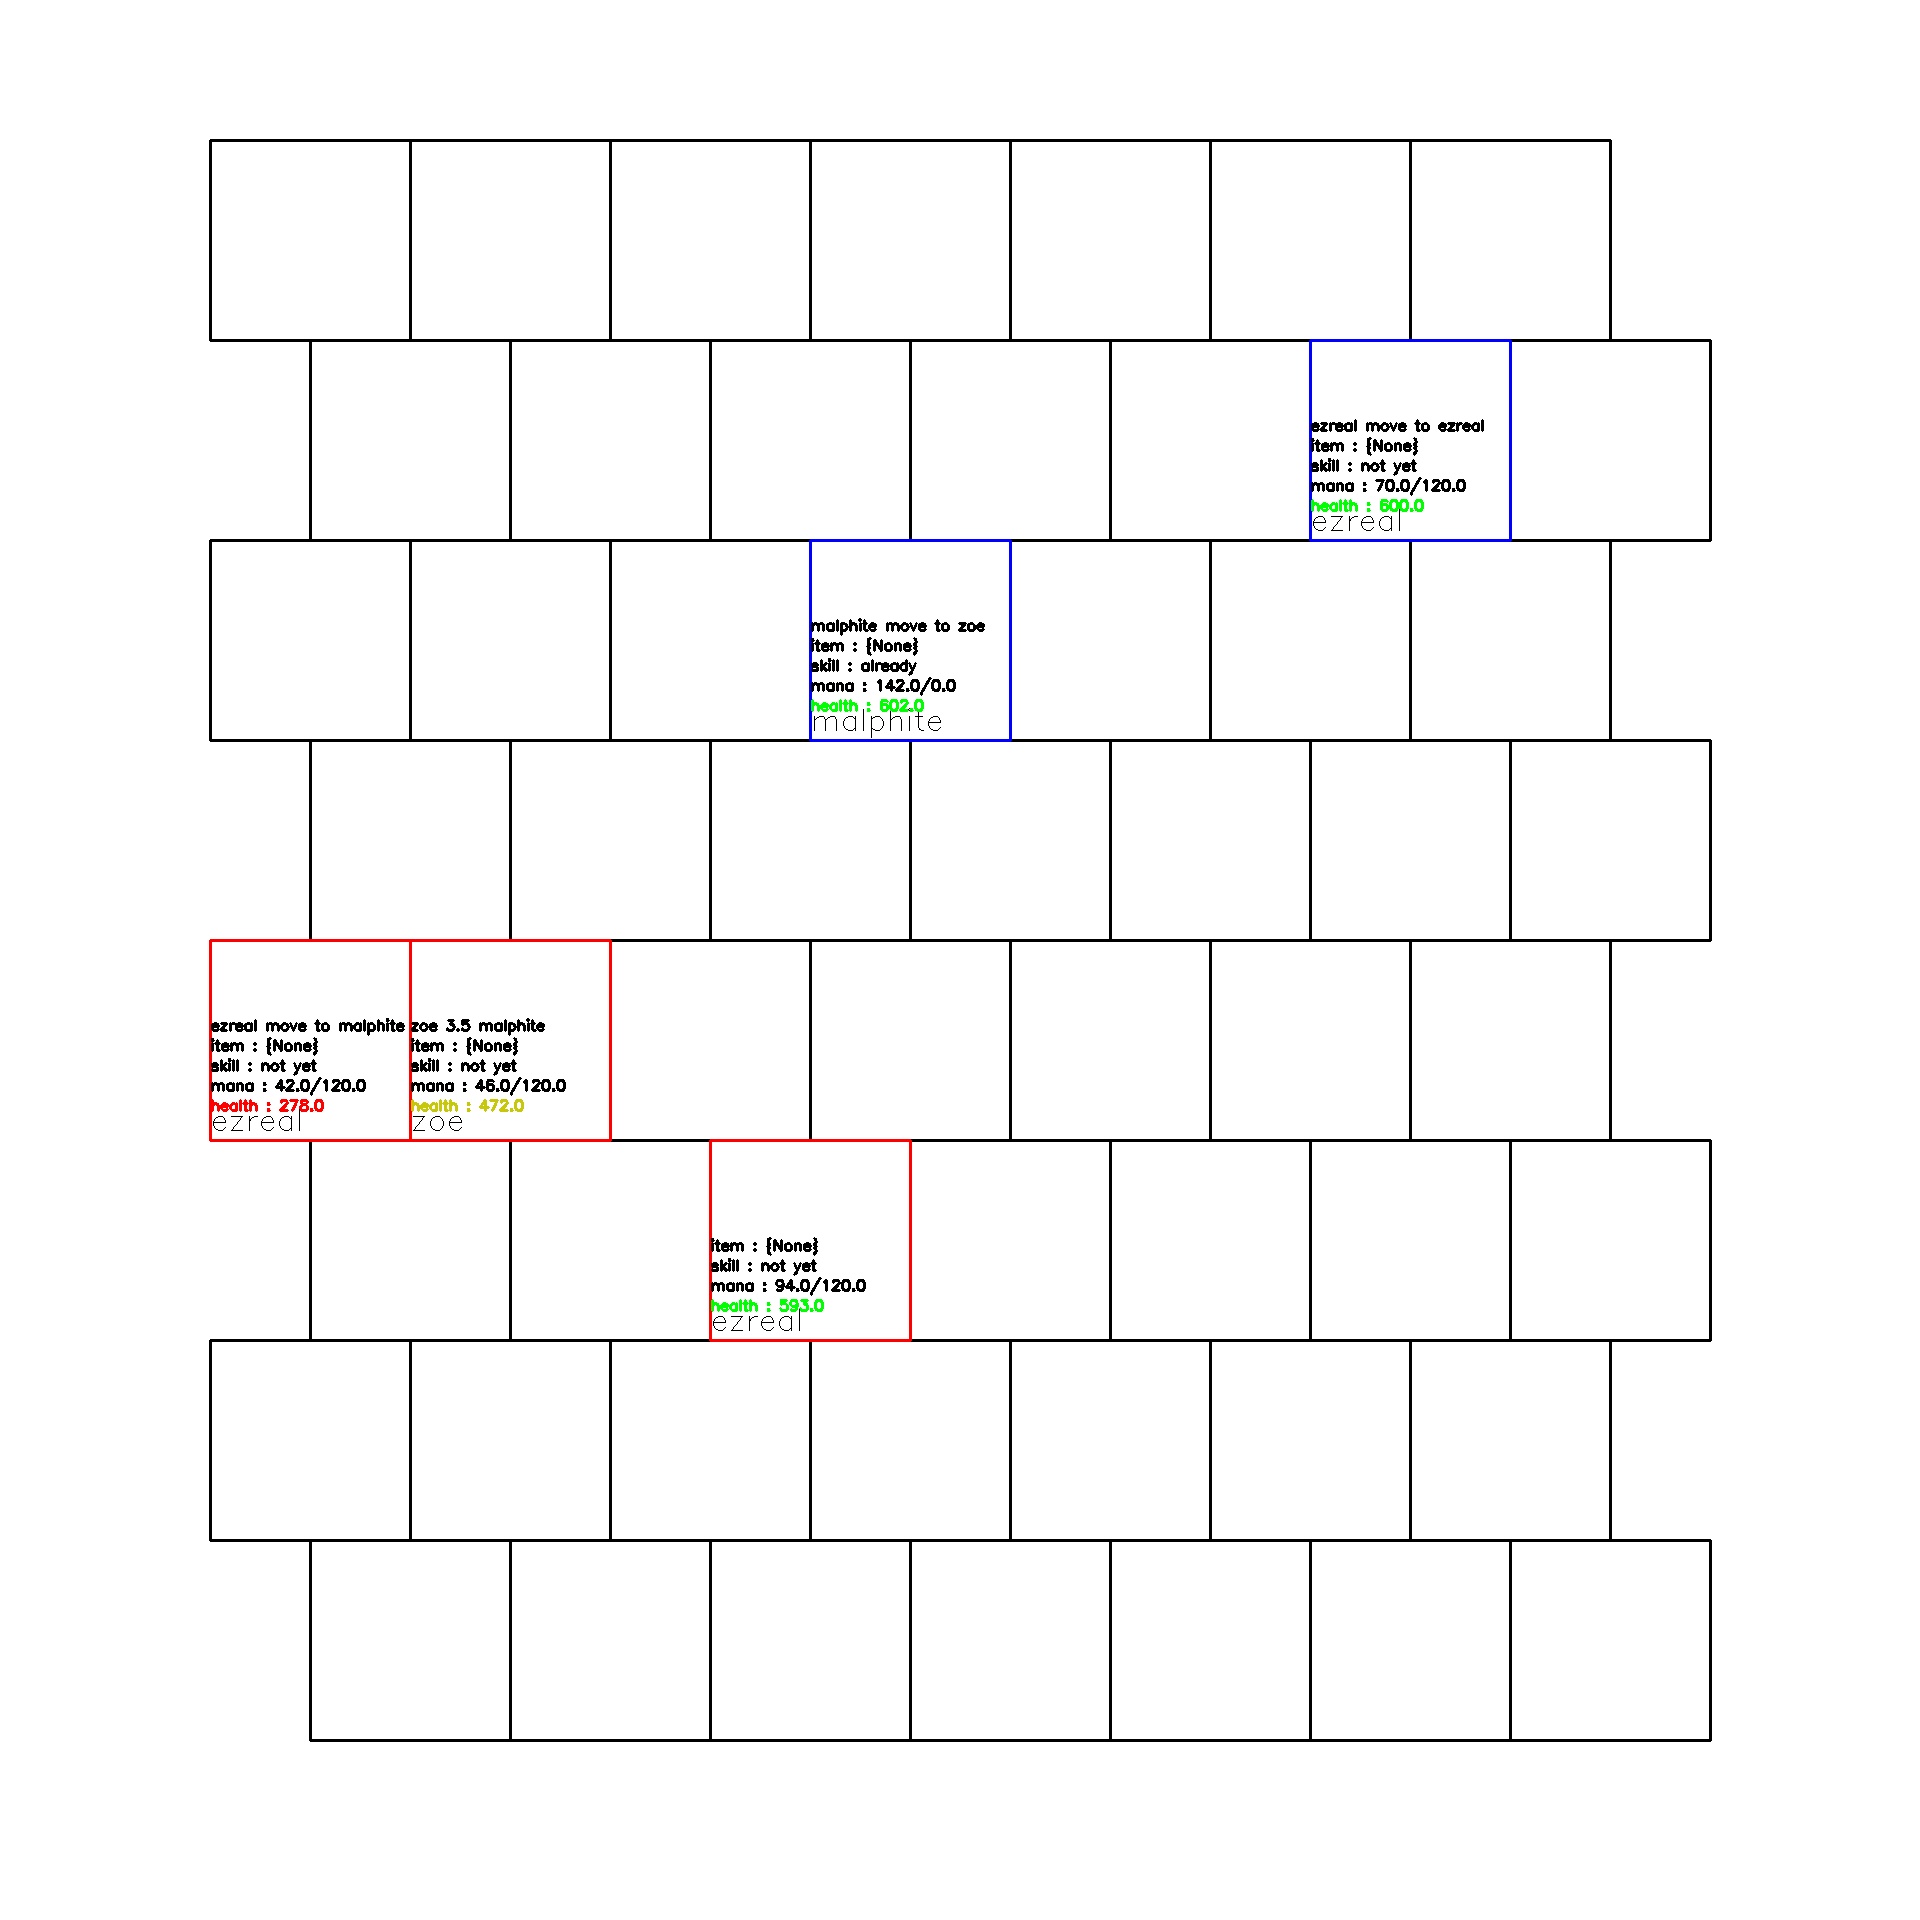 ezreal move to ezreal
item : {None}
skill : not yet
mana : 70.0/120.0
health : 600.0
ezreal
malphite move to zoe
item : {None}
skill : already
mana : 142.0/0.0
health : 602.0
malphite
ezreal move to malphite
item : {None}
skill : not yet
mana : 42.0/120.0
health : 278.0
ezreal
zoe 3.5 malphite
item : {None}
skill : not yet
mana : 46.0/120.0
health : 472.0
zoe
item : {None}
skill : not yet
mana : 94.0/120.0
health : 593.0
ezreal